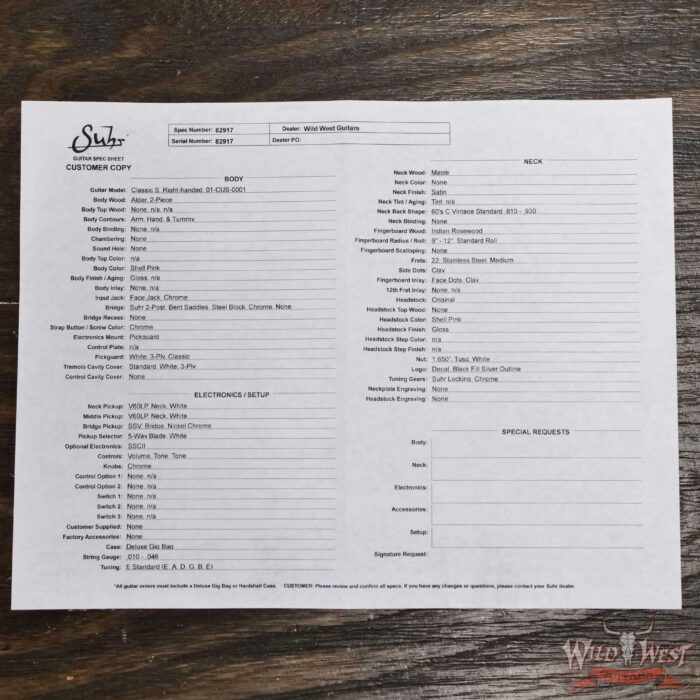 Suhr
GUITAR SPEC SHEET
CUSTOMER COPY
Spec Number: 82917
Dealer: Wild West Guitars
Serial Number: 82917
Dealer PO:
BODY
Guitar Model: Classic S, Right-handed, 01-CUS-0001
Body Wood: Alder, 2-Piece
Body Top Wood: None, n/a, n/a
Body Contours: Arm, Hand, & Tummy
Body Binding: None, n/a
Chambering: None
Sound Hole: None
Body Top Color: n/a
Body Color: Shell Pink
Body Finish / Aging: Gloss, n/a
Body Inlay: None, n/a
Input Jack: Face Jack, Chrome
Bridge: Suhr 2-Post, Bent Saddles, Steel Block, Chrome, None
Bridge Recess: None
Strap Button / Screw Color: Chrome
Electronics Mount: Pickguard
Control Plate: n/a
Pickguard: White, 3-Ply, Classic
Tremolo Cavity Cover: Standard, White, 3-Ply
Control Cavity Cover: None
ELECTRONICS / SETUP
Neck Pickup: V60LP, Neck, White
Middle Pickup: V60LP, Neck, White
Bridge Pickup: SSV, Bridge, Nickel Chrome
Pickup Selector: 5-Way Blade, White
Optional Electronics: SSCII
Controls: Volume, Tone, Tone
Knobs: Chrome
Control Option 1: None, n/a
Control Option 2: None, n/a
Switch 1: None, n/a
Switch 2: None, n/a
Switch 3: None, n/a
Customer Supplied: None
Factory Accessories: None
Case: Deluxe Gig Bag
String Gauge: .010 - .046
Tuning: E Standard (E, A, D, G, B, E)
NECK
Neck Wood: Maple
Neck Color: None
Neck Finish: Satin
Neck Tint / Aging: Tint, n/a
Neck Back Shape: 60's C Vintage Standard .810 - .930
Neck Binding: None
Fingerboard Wood: Indian Rosewood
Fingerboard Radius / Roll: 9" - 12", Standard Roll
Fingerboard Scalloping: None
Frets: 22, Stainless Steel, Medium
Side Dots: Clay
Fingerboard Inlay: Face Dots, Clay
12th Fret Inlay: None, n/a
Headstock: Original
Headstock Top Wood: None
Headstock Color: Shell Pink
Headstock Finish: Gloss
Headstock Step Color: n/a
Headstock Step Finish: n/a
Nut: 1.650", Tusq, White
Logo: Decal, Black Fill Silver Outline
Tuning Gears: Suhr Locking, Chrome
Neckplate Engraving: None
Headstock Engraving: None
SPECIAL REQUESTS
Body:
Neck:
Electronics:
Accessories:
Setup:
Signature Request:
*All guitar orders must include a Deluxe Gig Bag or Hardshell Case. CUSTOMER: Please review and confirm all specs. If you have any changes or questions, please contact your Suhr dealer.
WILD WEST